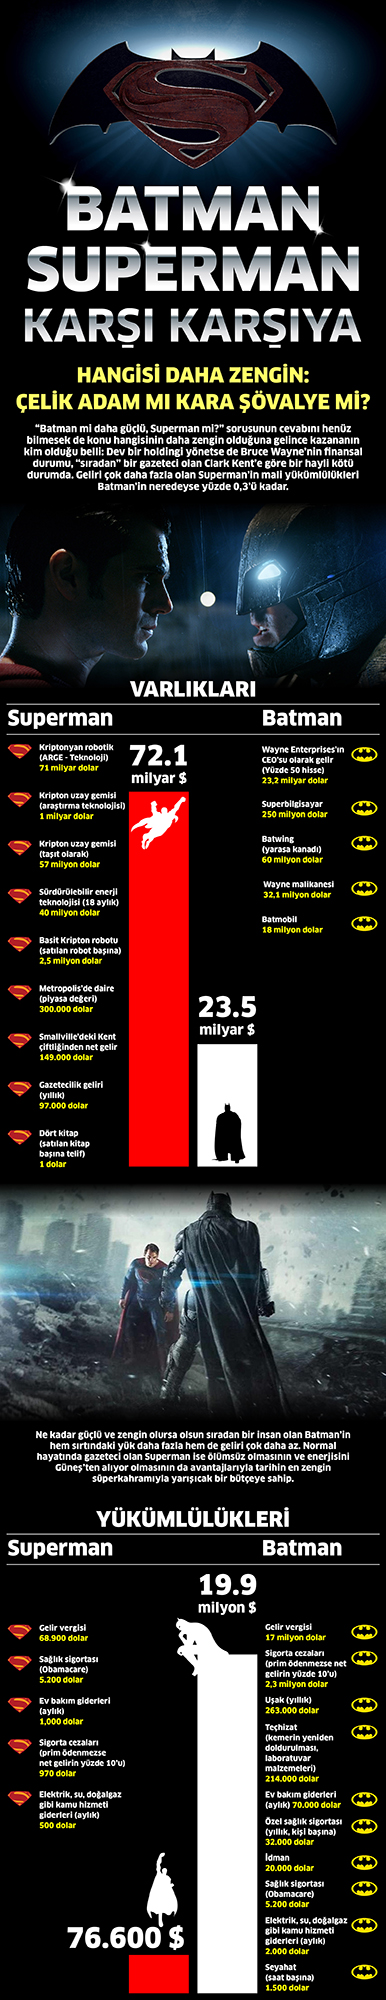 BATMAN
SUPERMAN
KARŞI KARŞIYA
HANGİSİ DAHA ZENGİN:
ÇELİK ADAM MI KARA ŞÖVALYE Mİ?
"Batman mi daha güçlü, Superman mi?" sorusunun cevabını henüz
bilmesek de konu hangisinin daha zengin olduğuna gelince kazananın
kim olduğu belli: Dev bir holdingi yönetse de Bruce Wayne'nin finansal
durumu, "sıradan" bir gazeteci olan Clark Kent'e göre bir hayli kötü
durumda. Geliri çok daha fazla olan Superman'in mali yükümlülükleri
Batman'in neredeyse yüzde 0,3'ü kadar.
VARLIKLARI
Superman
Kriptonyan robotik
(ARGE - Teknoloji)
71 milyar dolar
Kripton uzay gemisi
(araştırma teknolojisi)
1 milyar dolar
Kripton uzay gemisi
(taşıt olarak)
57 milyon dolar
Sürdürülebilir enerji
teknolojisi (18 aylık)
40 milyon dolar
Basit Kripton robotu
(satılan robot başına)
2,5 milyon dolar
Metropolis'de daire
(piyasa değeri)
300.000 dolar
Smallville'deki Kent
çiftliğinden net gelir
149.000 dolar
Gazetecilik geliri
(yıllık)
97.000 dolar
Dört kitap
(satılan kitap
başına telif)
1 dolar
72.1
milyar $
23.5
milyar $
Batman
Wayne Enterprises'ın
CEO'su olarak gelir
(Yüzde 50 hisse)
23,2 milyar dolar
Superbilgisayar
250 milyon dolar
Batwing
(yarasa kanadı)
60 milyon dolar
Wayne malikanesi
32,1 milyon dolar
Batmobil
18 milyon dolar
Ne kadar güçlü ve zengin olursa olsun sıradan bir insan olan Batman'in
hem sırtındaki yük daha fazla hem de geliri çok daha az. Normal
hayatında gazeteci olan Superman ise ölümsüz olmasının ve enerjisini
Güneş'ten alıyor olmasının da avantajlarıyla tarihin en zengin
süperkahramıyla yarışıcak bir bütçeye sahip.
YÜKÜMLÜLÜKLERİ
Superman
Gelir vergisi
68.900 dolar
Sağlık sigortası
(Obamacare)
5.200 dolar
Ev bakım giderleri
(aylık)
1,000 dolar
Sigorta cezaları
(prim ödenmezse
net gelirin yüzde 10'u)
970 dolar
Elektrik, su, doğalgaz
gibi kamu hizmeti
giderleri (aylık)
500 dolar
76.600 $
19.9
milyon $
Batman
Gelir vergisi
17 milyon dolar
Sigorta cezaları
(prim ödenmezse net
gelirin yüzde 10'u)
2,3 milyon dolar
Uşak (yıllık)
263.000 dolar
Teçhizat
(kemerin yeniden
doldurulması,
laboratuvar
malzemeleri)
214.000 dolar
Ev bakım giderleri
(aylık) 70.000 dolar
Özel sağlık sigortası
(yıllık, kişi başına)
32.000 dolar
İdman
20.000 dolar
Sağlık sigortası
(Obamacare)
5.200 dolar
Elektrik, su, doğalgaz
gibi kamu hizmeti
giderleri (aylık)
2.000 dolar
Seyahat
(saat başına)
1.500 dolar